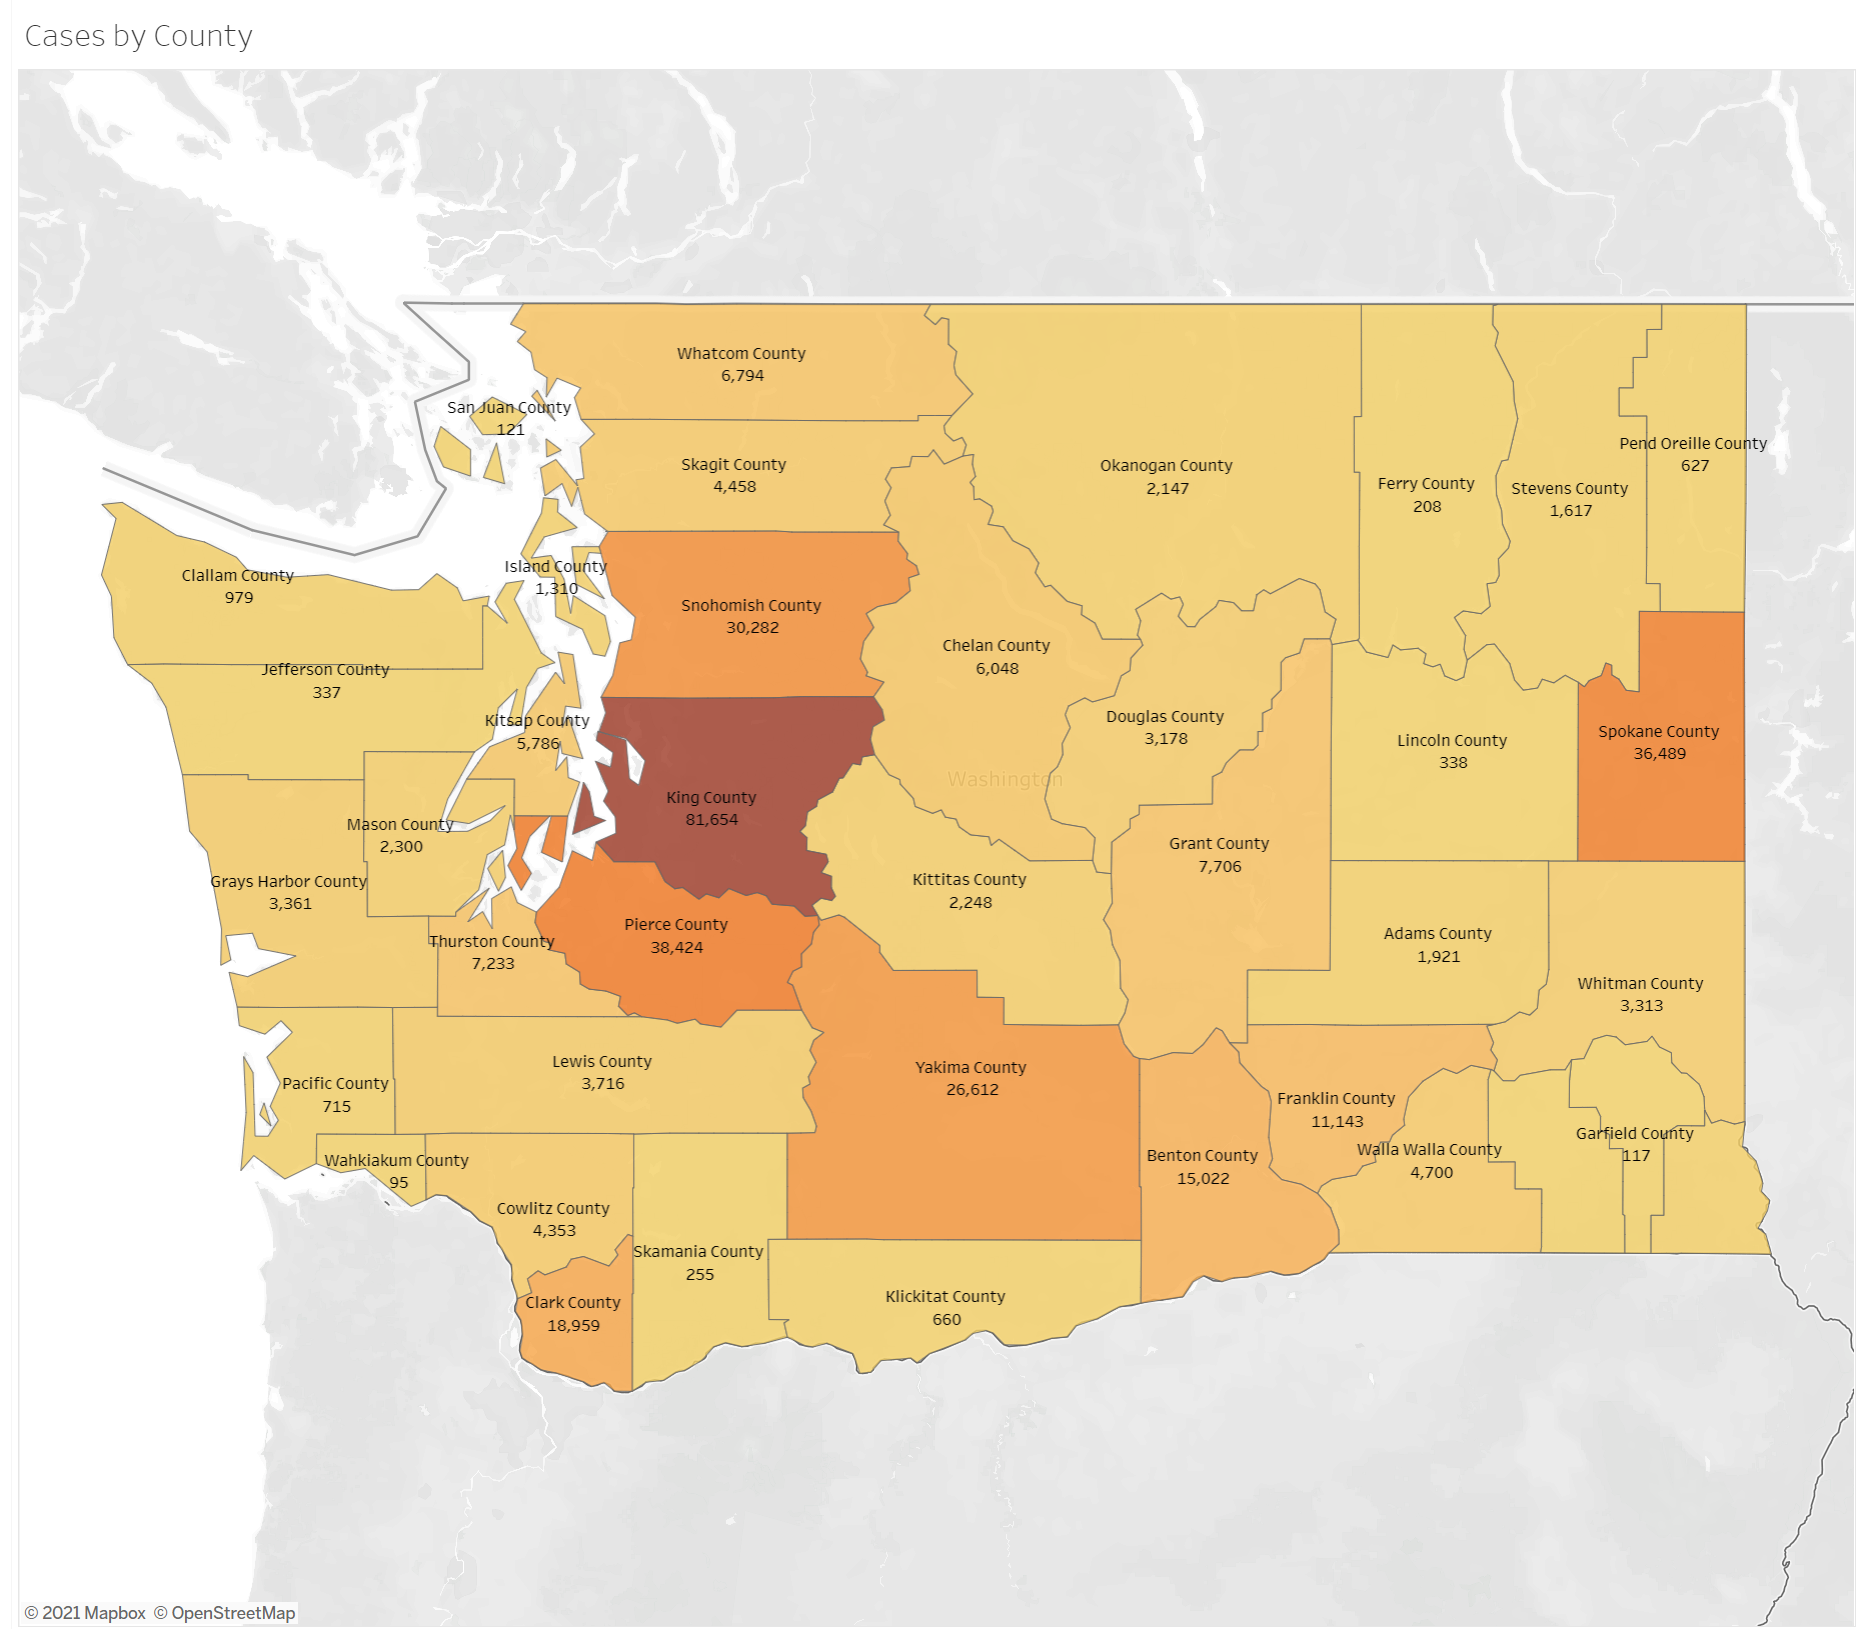 Cases by County
Whatcom County
6,794
San Juan County
121
Skagit County
4,458
Okanogan County
2,147
Ferry County
208
Stevens County
1,617
Pend Oreille County
627
Clallam County
979
Island County
1,310
Snohomish County
30,282
Chelan County
6,048
Jefferson County
337
Kitsap County
5,786
Douglas County
3,178
Lincoln County
338
Spokane County
36,489
Washington
King County
81,654
Mason County
2,300
Grant County
7,706
Grays Harbor County
3,361
Kittitas County
2,248
Pierce County
38,424
Thurston County
7,233
Adams County
1,921
Whitman County
3,313
Lewis County
3,716
Yakima County
26,612
Pacific County
715
Franklin County
11,143
Garfield County
117
Walla Walla County
4,700
Benton County
15,022
Wahkiakum County
95
Cowlitz County
4,353
Skamania County
255
Klickitat County
660
Clark County
18,959
© 2021 Mapbox © OpenStreetMap